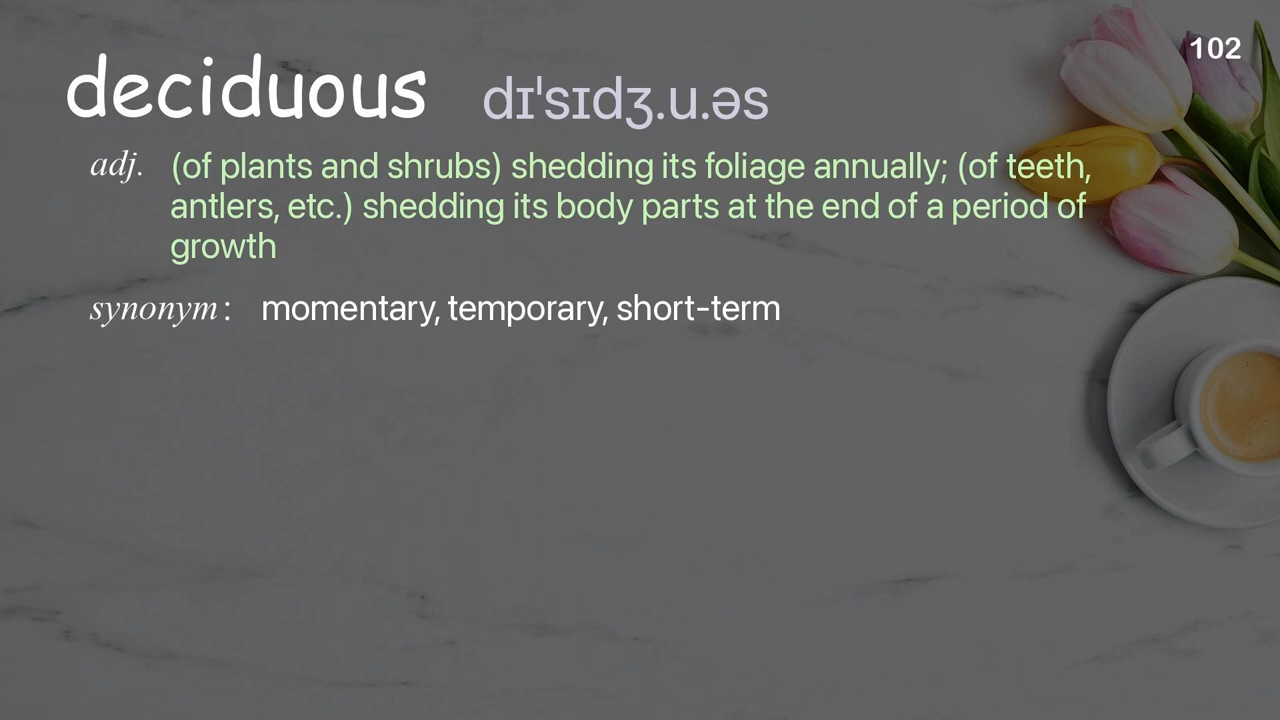 102
deciduous dɪˈsɪdʒ.u.əs
adj. (of plants and shrubs) shedding its foliage annually; (of teeth,
antlers, etc.) shedding its body parts at the end of a period of
growth
synonym : momentary, temporary, short-term